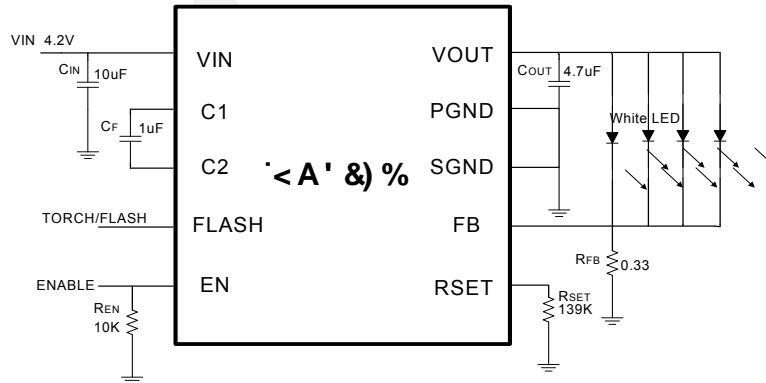 VIN 4.2V
CIN 10uF
CF 1uF
TORCH/FLASH
ENABLE
REN
10K
VIN
C1
C2
FLASH
EN
˙<A' &) %
VOUT
PGND
SGND
FB
RSET
COUT 4.7uF
White LED
RFB 0.33
RSET
139K